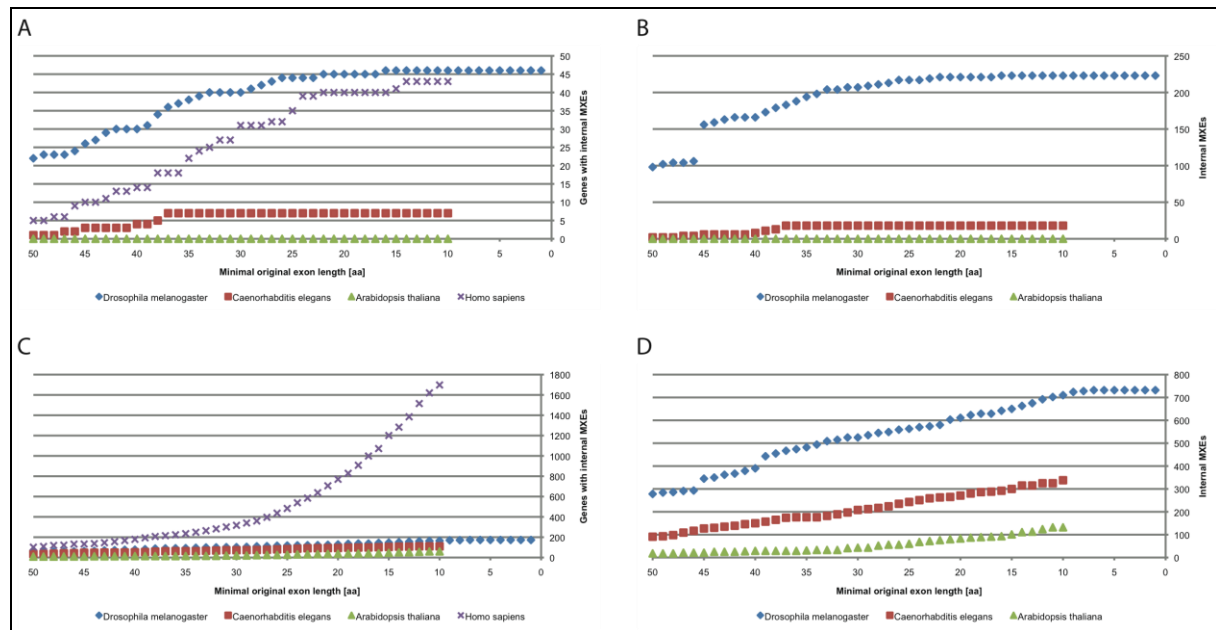 A
50
45
40
35
30
25
20
15
10
5
0
Genes with internal MXEs
50 45 40 35 30 25 20 15 10 5 0
Minimal original exon length [aa]
Drosophila melanogaster Caenorhabditis elegans Arabidopsis thaliana Homo sapiens
B
250
200
150
100
50
0
Internal MXEs
50 45 40 35 30 25 20 15 10 5 0
Minimal original exon length [aa]
Drosophila melanogaster Caenorhabditis elegans Arabidopsis thaliana
C
1800
1600
1400
1200
1000
800
600
400
200
0
Genes with internal MXEs
50 45 40 35 30 25 20 15 10 5 0
Minimal original exon length [aa]
Drosophila melanogaster Caenorhabditis elegans Arabidopsis thaliana Homo sapiens
D
800
700
600
500
400
300
200
100
0
Internal MXEs
50 45 40 35 30 25 20 15 10 5 0
Minimal original exon length [aa]
Drosophila melanogaster Caenorhabditis elegans Arabidopsis thaliana